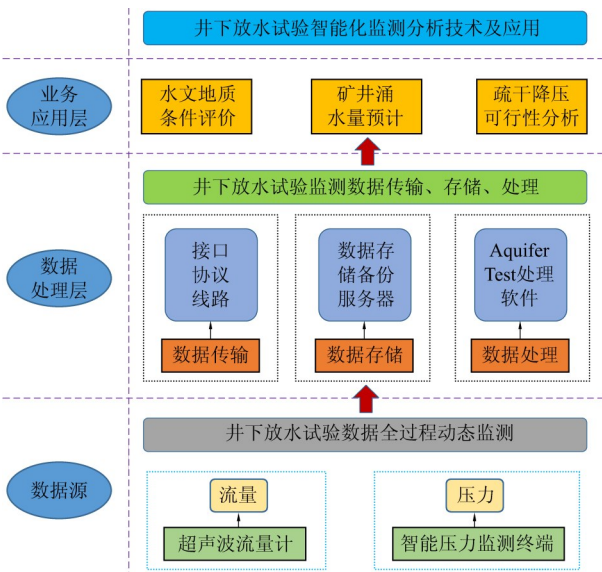 井下放水试验智能化监测分析技术及应用
业务
应用层
水文地质
条件评价
矿井涌
水量预计
疏干降压
可行性分析
井下放水试验监测数据传输、存储、处理
数据
处理层
接口
协议
线路
数据传输
数据存
储备份
服务器
数据存储
Aquifer
Test处理
软件
数据处理
井下放水试验数据全过程动态监测
数据源
流量
超声波流量计
压力
智能压力监测终端